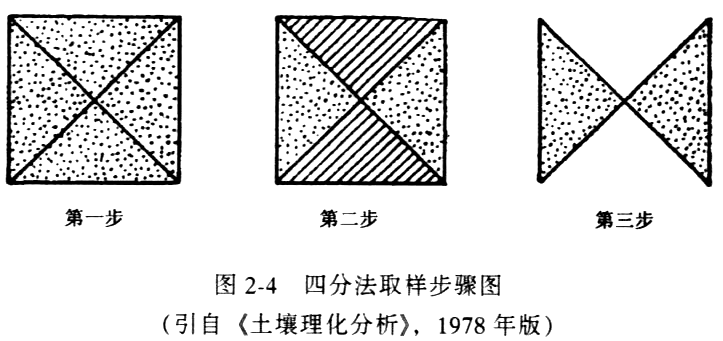 第一步
第二步
第三步
图 2-4 四分法取样步骤图
(引自《土壤理化分析》, 1978 年版)